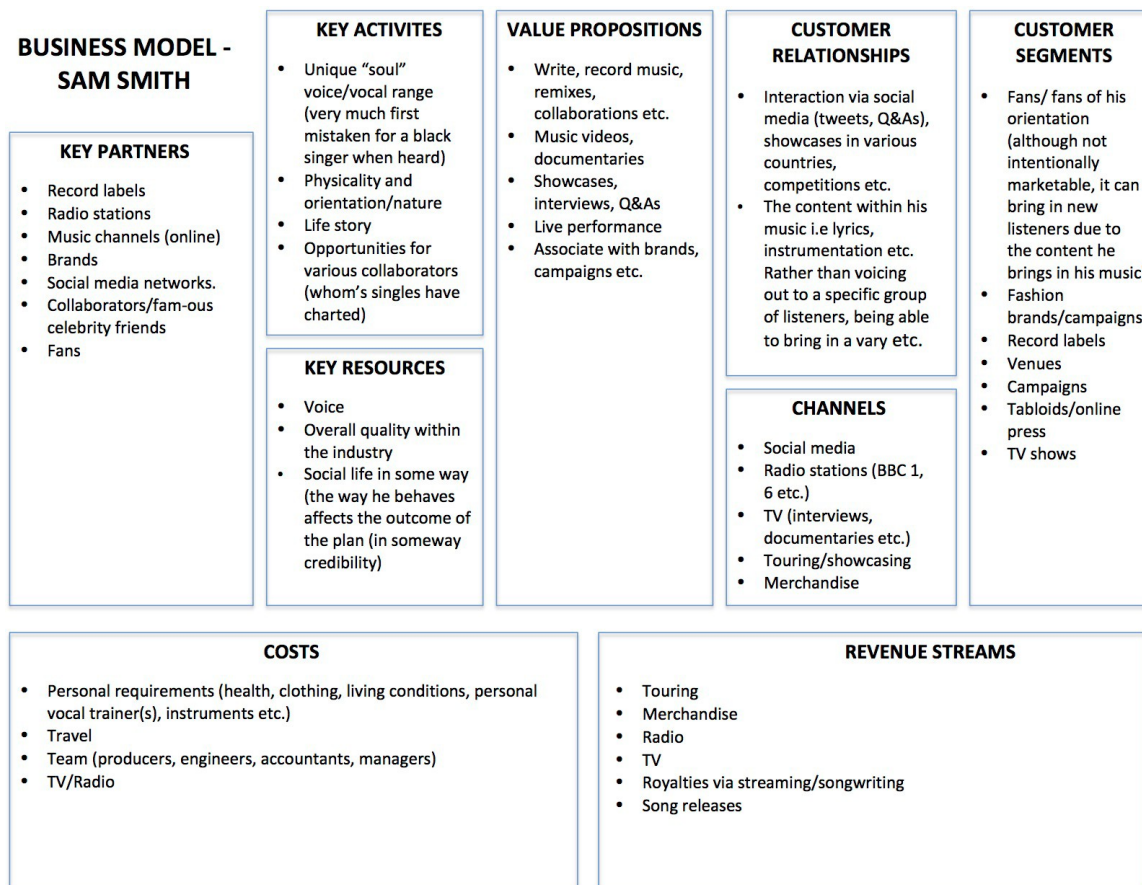 BUSINESS MODEL -
SAM SMITH
KEY PARTNERS
• Record labels
• Radio stations
• Music channels (online)
• Brands
• Social media networks.
• Collaborators/fam-ous
celebrity friends
• Fans
KEY ACTIVITES
• Unique “soul”
voice/vocal range
(very much first
mistaken for a black
singer when heard)
• Physicality and
orientation/nature
• Life story
• Opportunities for
various collaborators
(whom’s singles have
charted)
KEY RESOURCES
• Voice
• Overall quality within
the industry
• Social life in some way
(the way he behaves
affects the outcome of
the plan (in someway
credibility)
VALUE PROPOSITIONS
• Write, record music,
remixes,
collaborations etc.
• Music videos,
documentaries
• Showcases,
interviews, Q&As
• Live performance
• Associate with brands,
campaigns etc.
CUSTOMER
RELATIONSHIPS
• Interaction via social
media (tweets, Q&As),
showcases in various
countries,
competitions etc.
• The content within his
music i.e lyrics,
instrumentation etc.
Rather than voicing
out to a specific group
of listeners, being able
to bring in a vary etc.
CHANNELS
• Social media
• Radio stations (BBC 1,
6 etc.)
• TV (interviews,
documentaries etc.)
• Touring/showcasing
• Merchandise
CUSTOMER
SEGMENTS
• Fans/ fans of his
orientation
(although not
intentionally
marketable, it can
bring in new
listeners due to
the content he
brings in his music
• Fashion
brands/campaigns
• Record labels
• Venues
• Campaigns
• Tabloids/online
press
• TV shows
COSTS
• Personal requirements (health, clothing, living conditions, personal
vocal trainer(s), instruments etc.)
• Travel
• Team (producers, engineers, accountants, managers)
• TV/Radio
REVENUE STREAMS
• Touring
• Merchandise
• Radio
• TV
• Royalties via streaming/songwriting
• Song releases